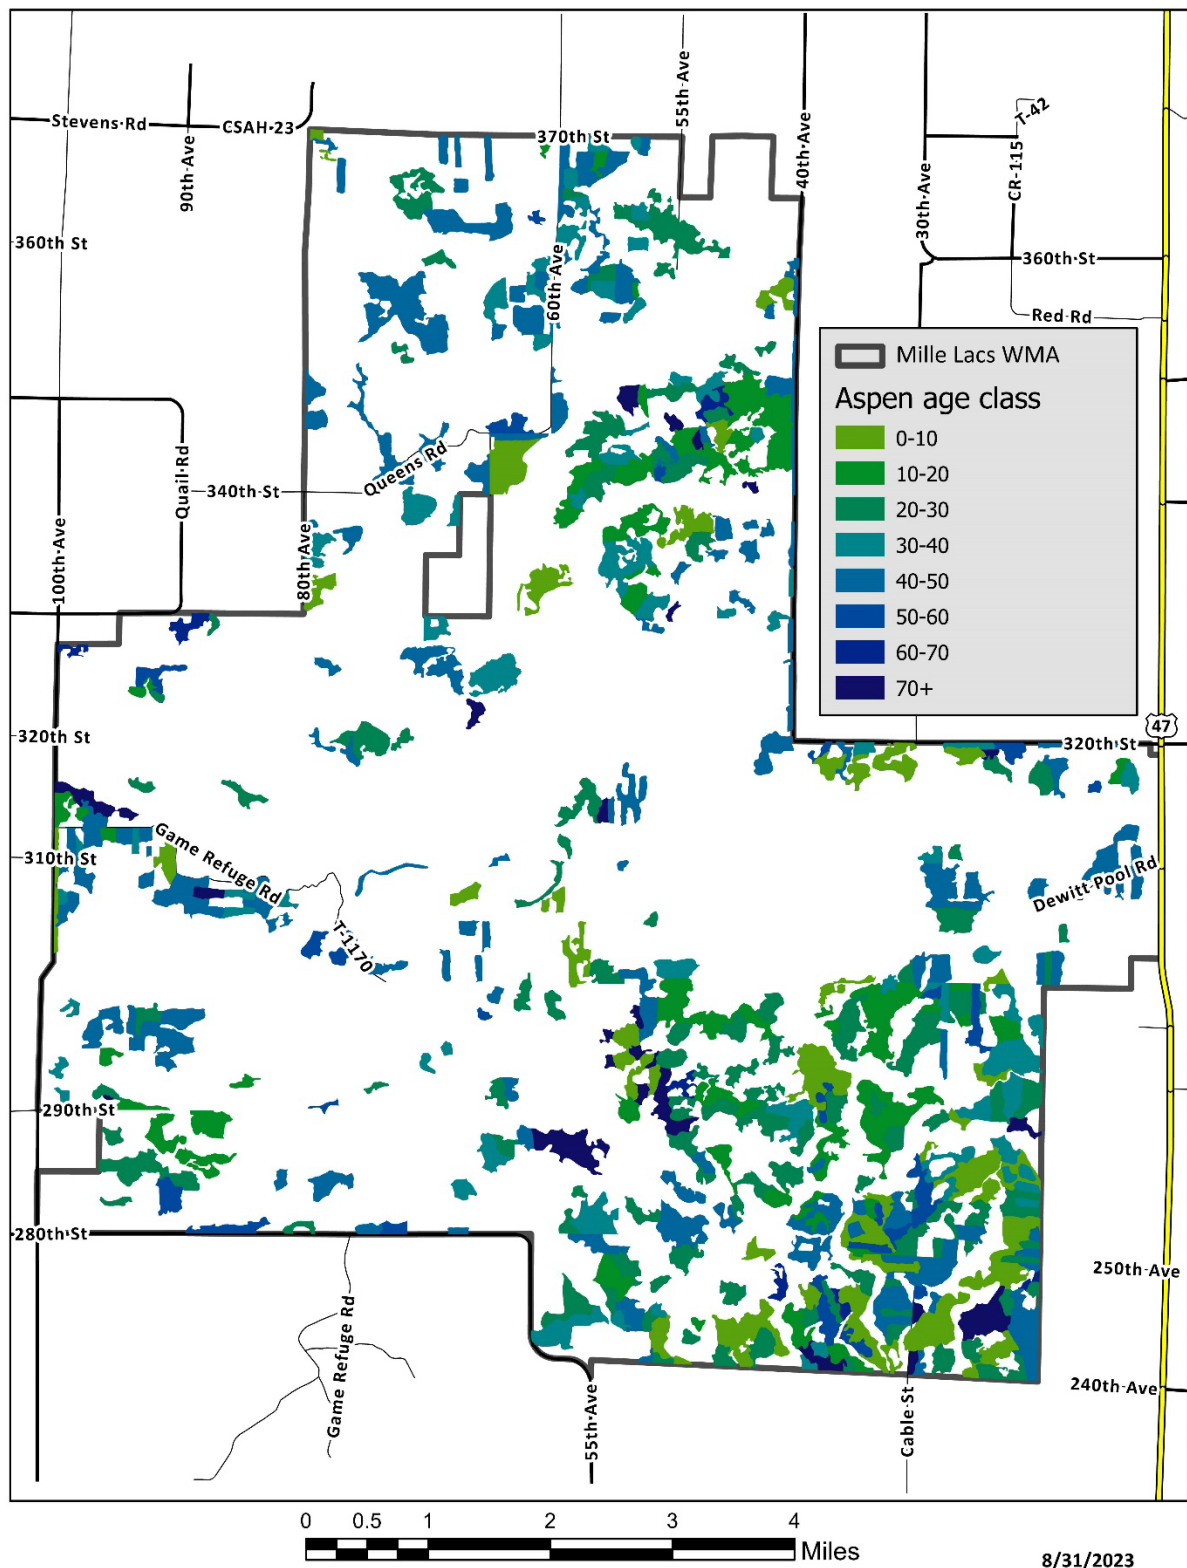 Stevens Rd
90th Ave
CSAH 23
370th St
55th Ave
40th Ave
30th Ave
CR-115
T-42
360th St
360th St
Red Rd
60th Ave
Mille Lacs WMA
Aspen age class
0-10
10-20
20-30
30-40
40-50
50-60
60-70
70+
Quail Rd
Queens Rd
340th St
100th Ave
80th Ave
320th St
47
320th St
310th St
Game Refuge Rd
T-1170
Dewitt Pool Rd
290th St
280th St
250th Ave
240th Ave
Game Refuge Rd
55th Ave
Cable St
0 0.5 1 2 3 4
Miles
8/31/2023